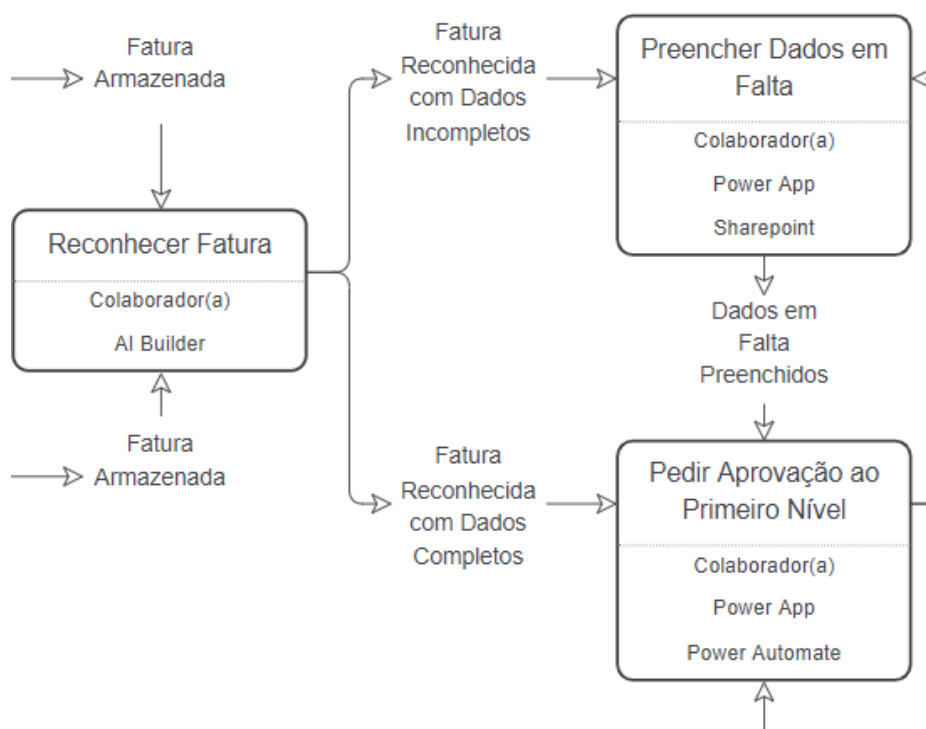 Fatura
Armazenada
Reconhecer Fatura
Colaborador(a)
AI Builder
Fatura
Armazenada
Fatura
Reconhecida
com Dados
Incompletos
Preencher Dados em
Falta
Colaborador(a)
Power App
Sharepoint
Dados em
Falta
Preenchidos
Fatura
Reconhecida
com Dados
Completos
Pedir Aprovação ao
Primeiro Nível
Colaborador(a)
Power App
Power Automate